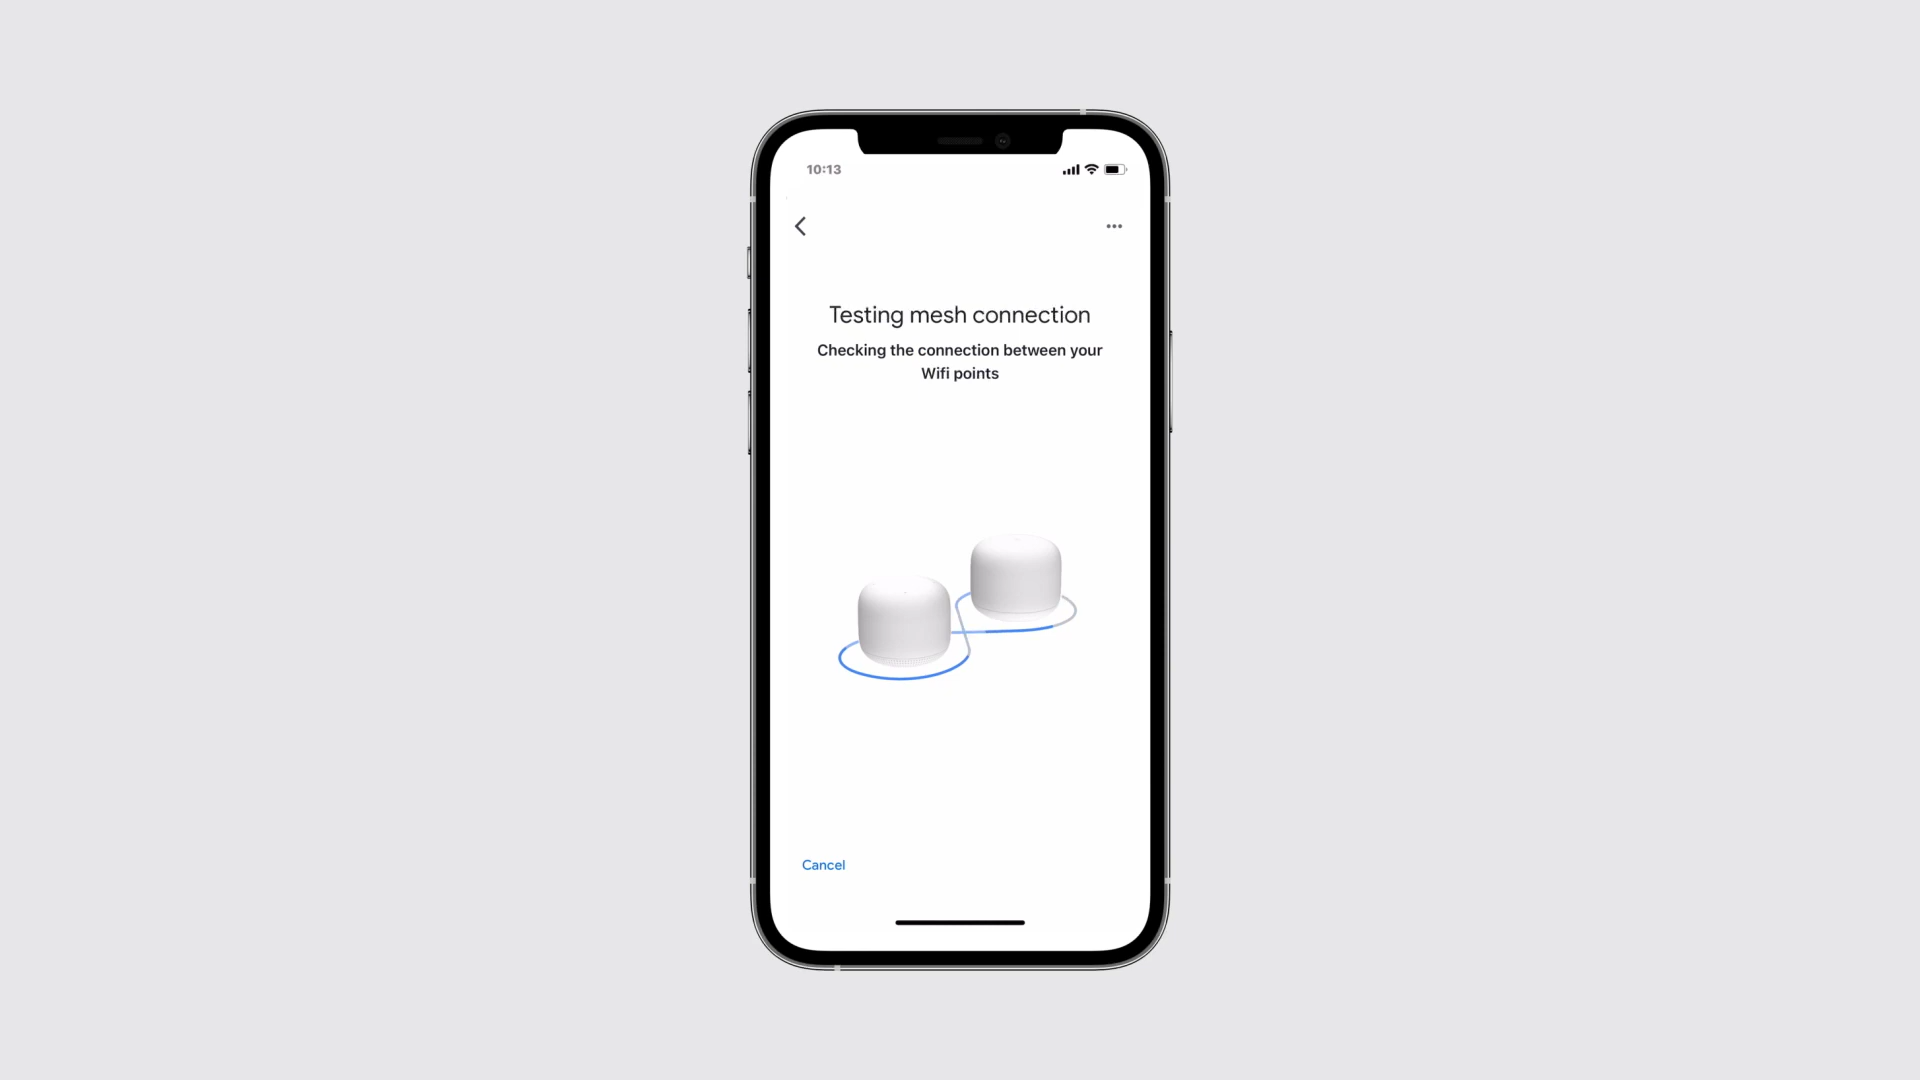 10:13
Testing mesh connection
Checking the connection between your
Wifi points
Cancel